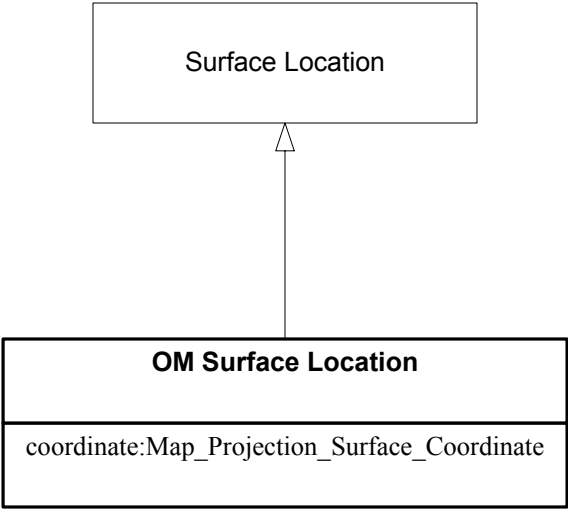 Surface Location
OM Surface Location
coordinate:Map_Projection_Surface_Coordinate